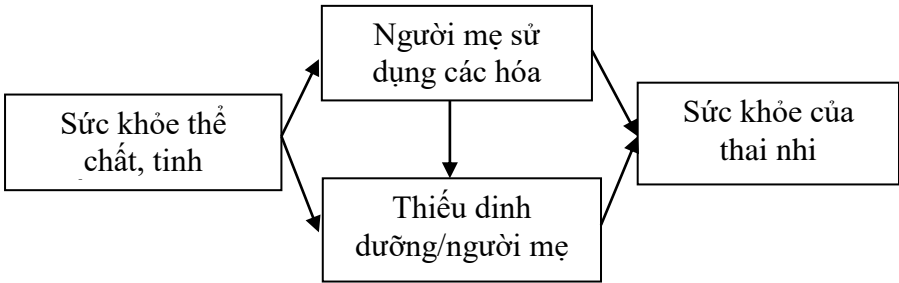 Người mẹ sử
dụng các hóa
Sức khỏe thể
chất, tinh
Sức khỏe của
thai nhi
Thiếu dinh
dưỡng/người mẹ